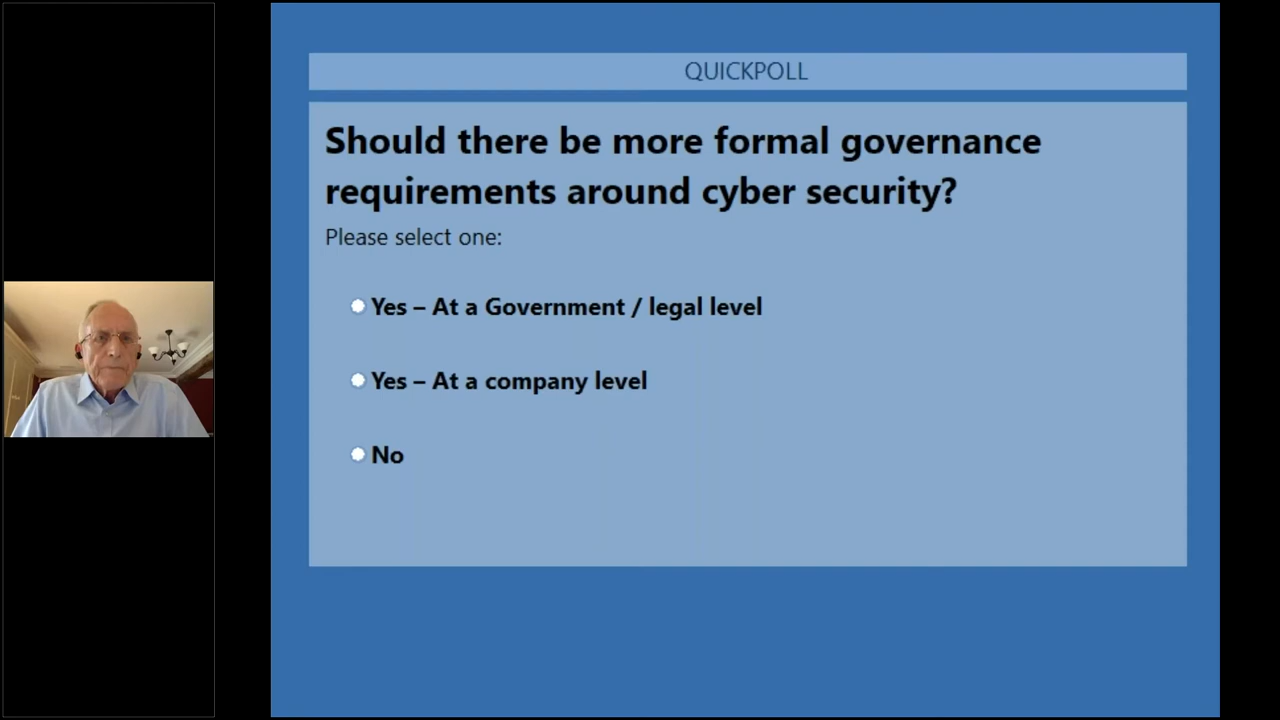 QUICKPOLL
Should there be more formal governance
requirements around cyber security?
Please select one:
Yes – At a Government / legal level
Yes – At a company level
No